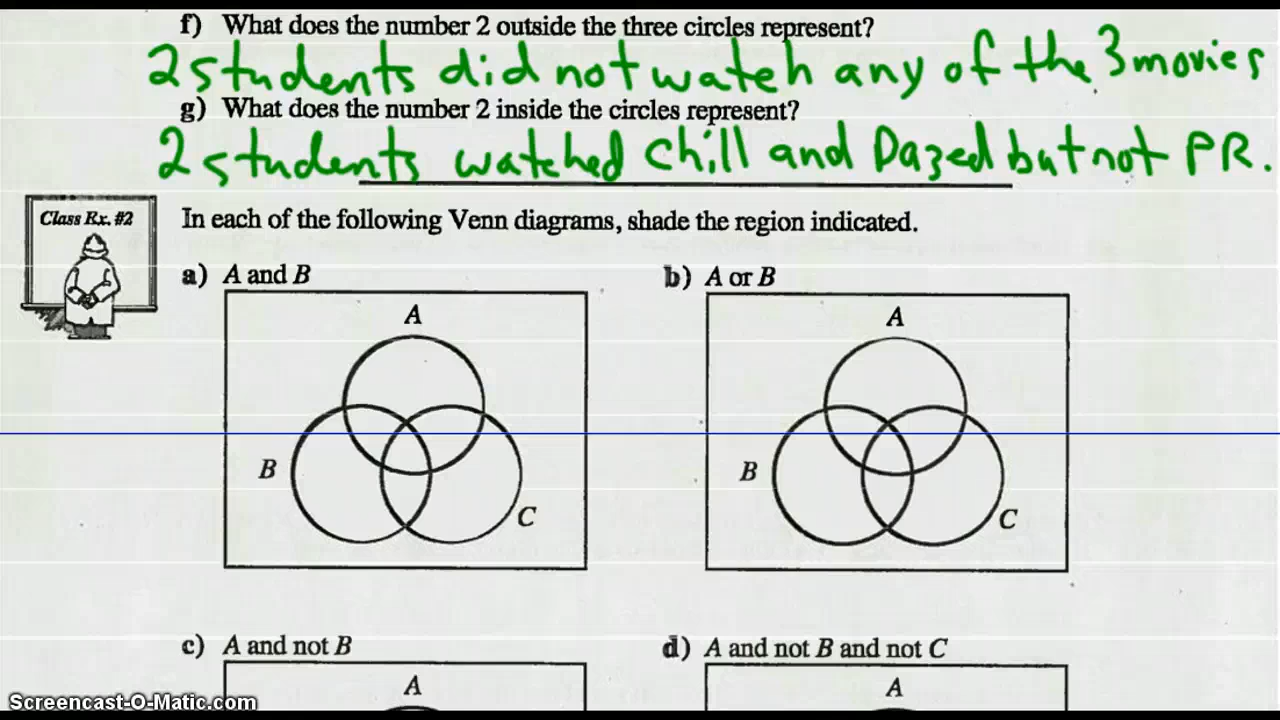 f) What does the number 2 outside the three circles represent?
2 students did not watch any of the 3 movies
g) What does the number 2 inside the circles represent?
2 students watched Chill and Dazed but not PR.
Class Ex. #2
In each of the following Venn diagrams, shade the region indicated.
a) A and B
b) A or B
A
A
B
B
C
C
c) A and not B
d) A and not B and not C
A
A
Screencast-O-Matic.com